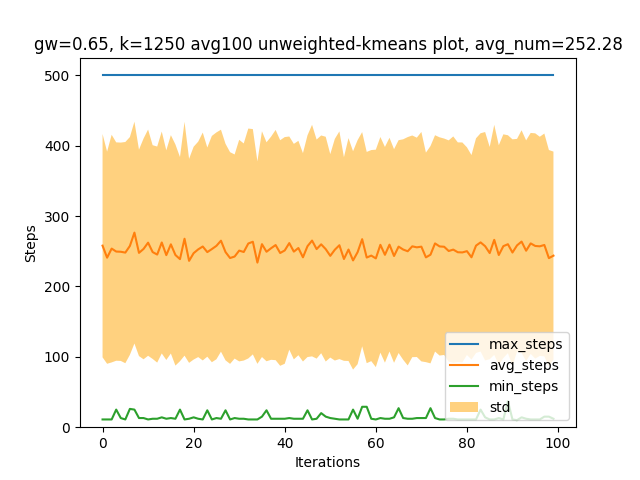 gw=0.65, k=1250 avg100 unweighted-kmeans plot, avg_num=252.28
500
400
300
200
100
0
Steps
max_steps
avg_steps
min_steps
std
0 20 40 60 80 100
Iterations